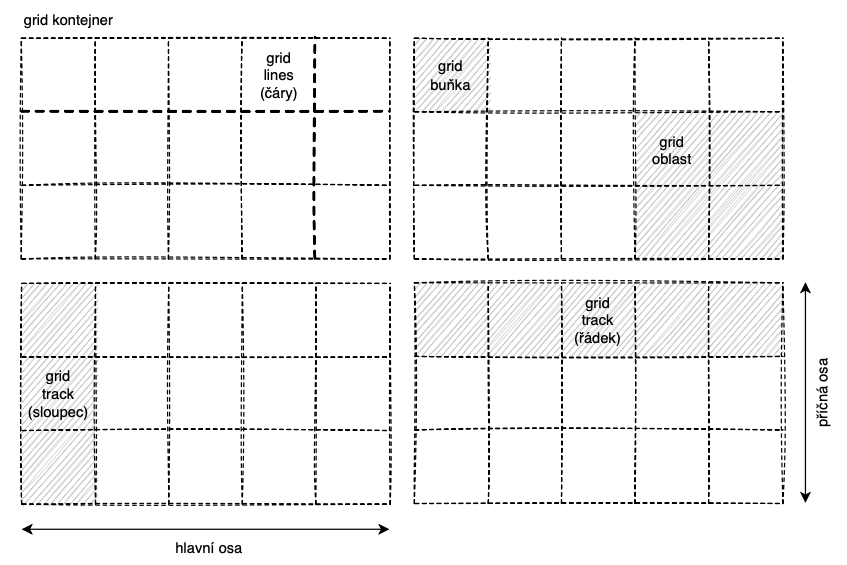 grid kontejner
grid
lines
(čáry)
grid
buňka
grid
oblast
grid
track
(sloupec)
grid
track
(řádek)
příčná osa
hlavní osa